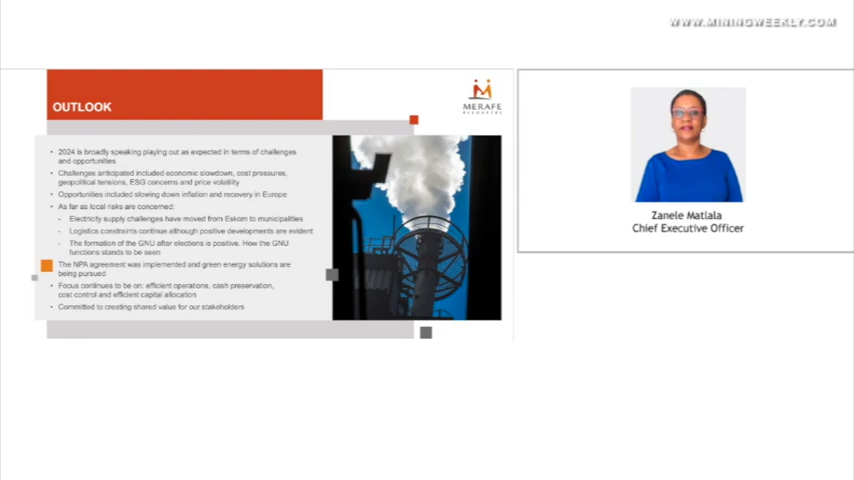 WWW.MININGWEEKLY.COM
OUTLOOK
MERAFE
RESOURCES
• 2024 is broadly speaking playing out as expected in terms of challenges
and opportunities
• Challenges anticipated included economic slowdown, cost pressures,
geopolitical tensions, ESG concerns and price volatility
• Opportunities included slowing down inflation and recovery in Europe
• As far as local risks are concerned:
- Electricity supply challenges have moved from Eskom to municipalities
- Logistics constraints continue although positive developments are evident
- The formation of the GNU after elections is positive. How the GNU
functions stands to be seen
• The NPA agreement was implemented and green energy solutions are
being pursued
• Focus continues to be on: efficient operations, cash preservation,
cost control and efficient capital allocation
• Committed to creating shared value for our stakeholders
Zanele Matlala
Chief Executive Officer